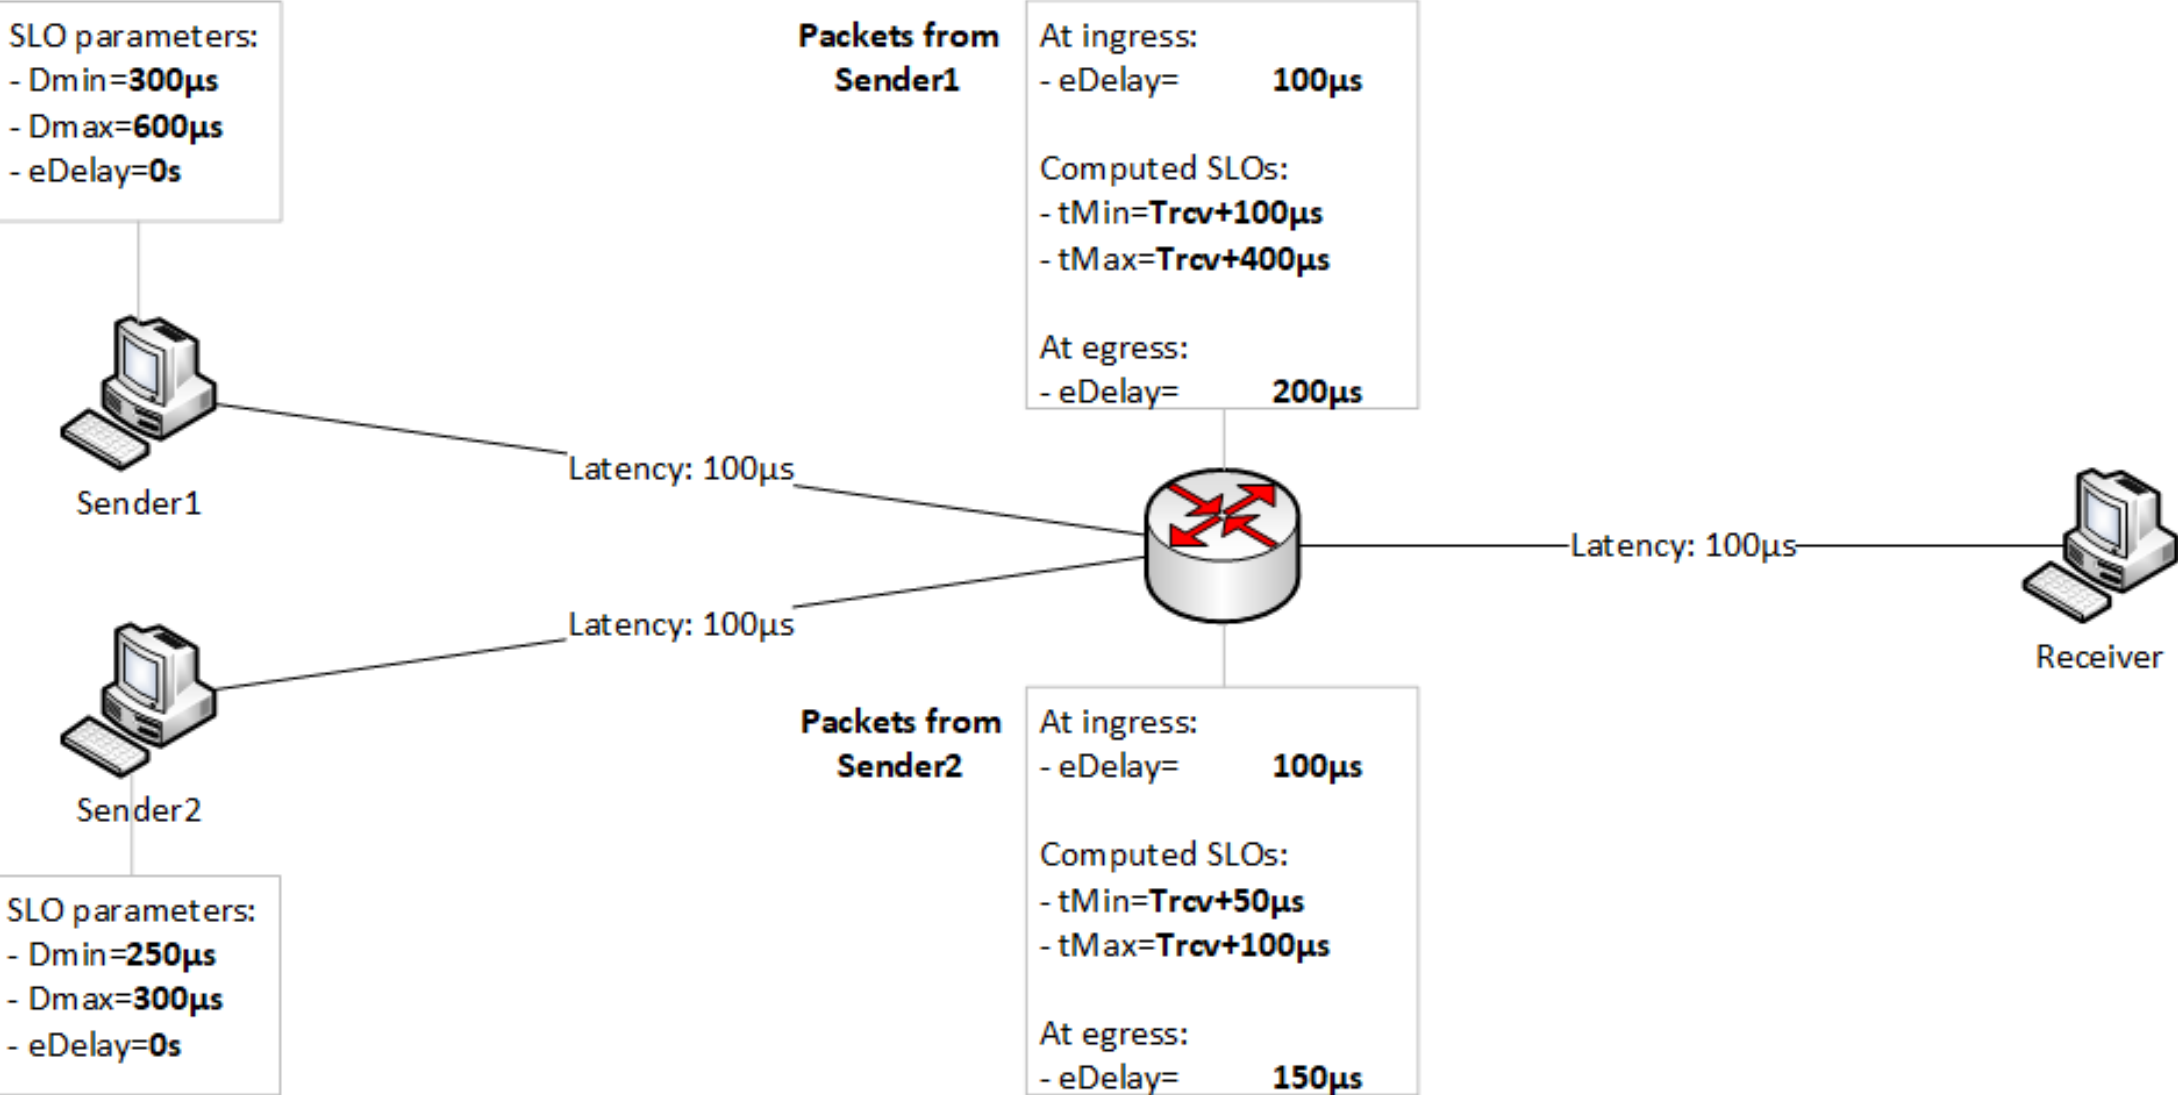 SLO parameters:
- Dmin=300µs
- Dmax=600µs
- eDelay=0s
Packets from
Sender1
At ingress:
- eDelay= 100µs
Computed SLOs:
- tMin=Trcv+100µs
- tMax=Trcv+400µs
At egress:
- eDelay= 200µs
Sender1
Latency: 100µs
Latency: 100µs
Latency: 100µs
Receiver
Sender2
Packets from
Sender2
At ingress:
- eDelay= 100µs
Computed SLOs:
- tMin=Trcv+50µs
- tMax=Trcv+100µs
At egress:
- eDelay= 150µs
SLO parameters:
- Dmin=250µs
- Dmax=300µs
- eDelay=0s